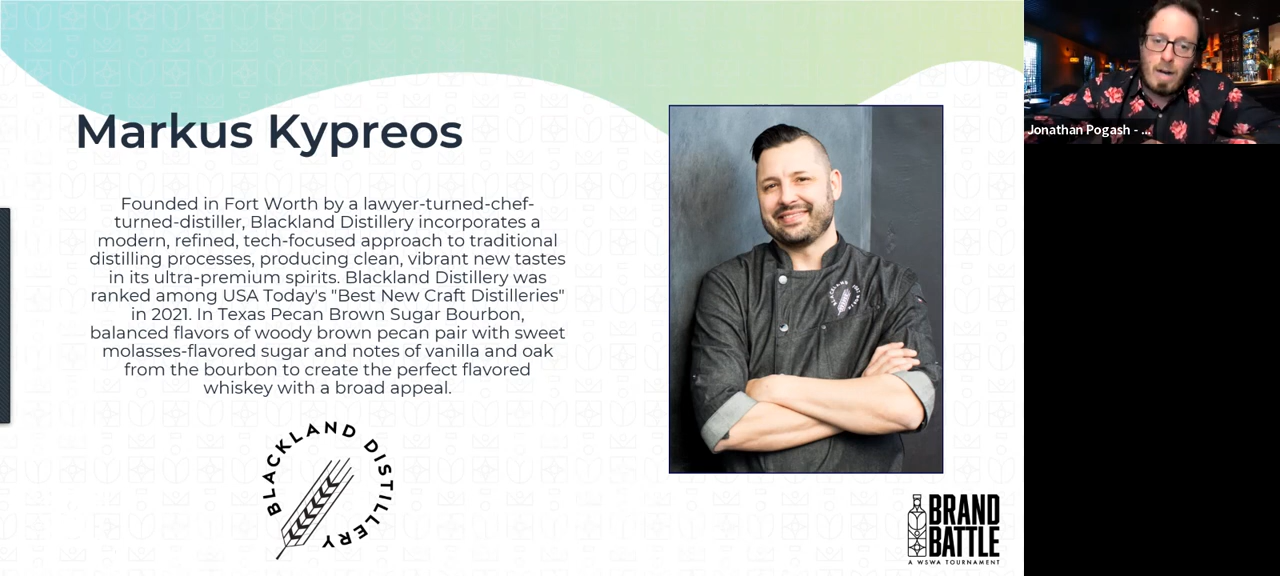 Markus Kypreos
Founded in Fort Worth by a lawyer-turned-chef-
turned-distiller, Blackland Distillery incorporates a
modern, refined, tech-focused approach to traditional
distilling processes, producing clean, vibrant new tastes
in its ultra-premium spirits. Blackland Distillery was
ranked among USA Today's "Best New Craft Distilleries"
in 2021. In Texas Pecan Brown Sugar Bourbon,
balanced flavors of woody brown pecan pair with sweet
molasses-flavored sugar and notes of vanilla and oak
from the bourbon to create the perfect flavored
whiskey with a broad appeal.
BLACKLAND DISTILLERY
BRAND
BATTLE
A WSWA TOURNAMENT
Jonathan Pogash - ...